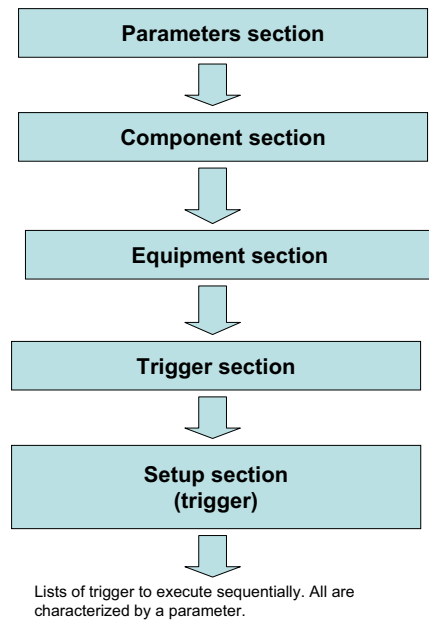 Parameters section
Component section
Equipment section
Trigger section
Setup section
(trigger)
Lists of trigger to execute sequentially. All are
characterized by a parameter.